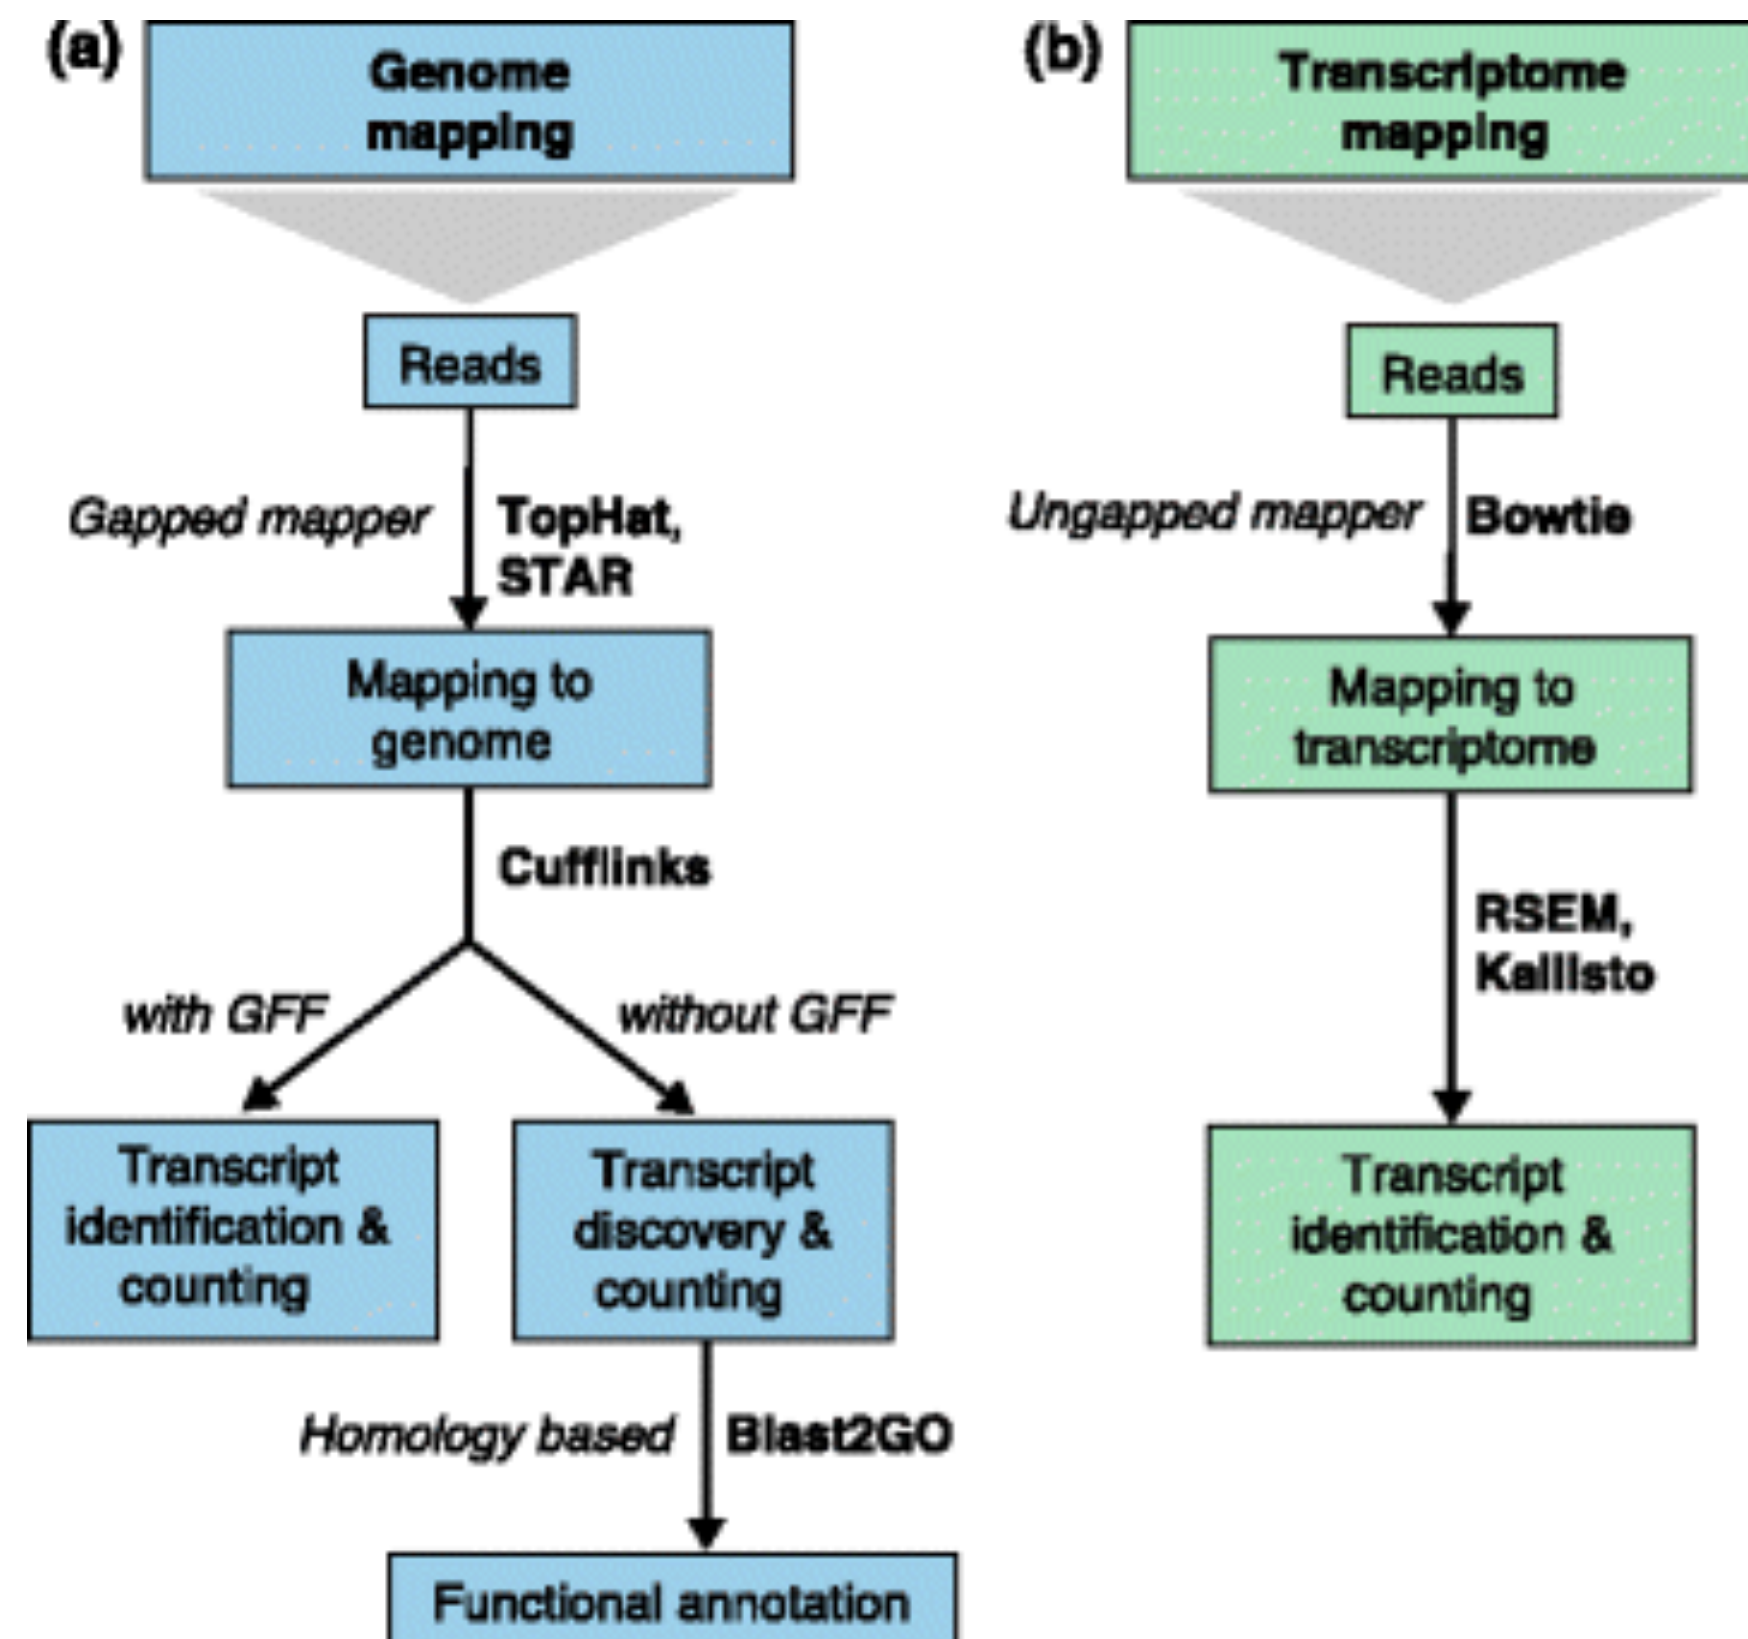 (a)
Genome
mapping
Reads
Gapped mapper
TopHat,
STAR
Mapping to
genome
Cufflinks
with GFF
without GFF
Transcript
identification &
counting
Transcript
discovery &
counting
Homology based
Blast2GO
Functional annotation
(b)
Transcriptome
mapping
Reads
Ungapped mapper
Bowtie
Mapping to
transcriptome
RSEM,
Kallisto
Transcript
identification &
counting